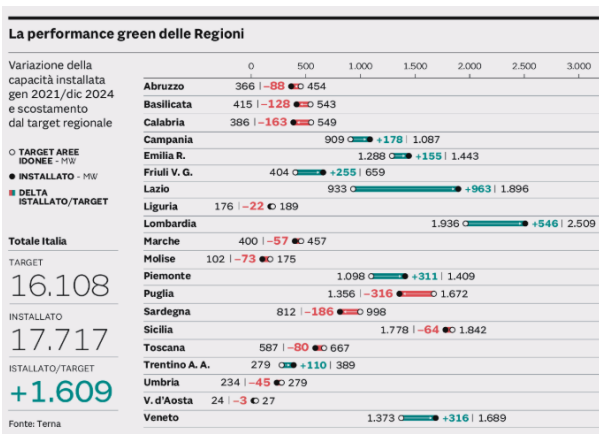 La performance green delle Regioni
Variazione della
capacità installata
gen 2021/dic 2024
e scostamento
dal target regionale
TARGET AREE
IDONEE - MW
INSTALLATO - MW
DELTA
ISTALLATO/TARGET
Totale Italia
TARGET
16.108
INSTALLATO
17.717
ISTALLATO/TARGET
+1.609
Fonte: Terna
0 500 1.000 1.500 2.000 2.500 3.000
Abruzzo 366 | -88 454
Basilicata 415 | -128 543
Calabria 386 | -163 549
Campania 909 +178 | 1.087
Emilia R. 1.288 +155 | 1.443
Friuli V. G. 404 +255 | 659
Lazio 933 +963 | 1.896
Liguria 176 | -22 189
Lombardia 1.936 +546 | 2.509
Marche 400 | -57 457
Molise 102 | -73 175
Piemonte 1.098 +311 | 1.409
Puglia 1.356 | -316 1.672
Sardegna 812 | -186 998
Sicilia 1.778 | -64 1.842
Toscana 587 | -80 667
Trentino A. A. 279 +110 | 389
Umbria 234 | -45 279
V. d'Aosta 24 | -3 27
Veneto 1.373 +316 | 1.689